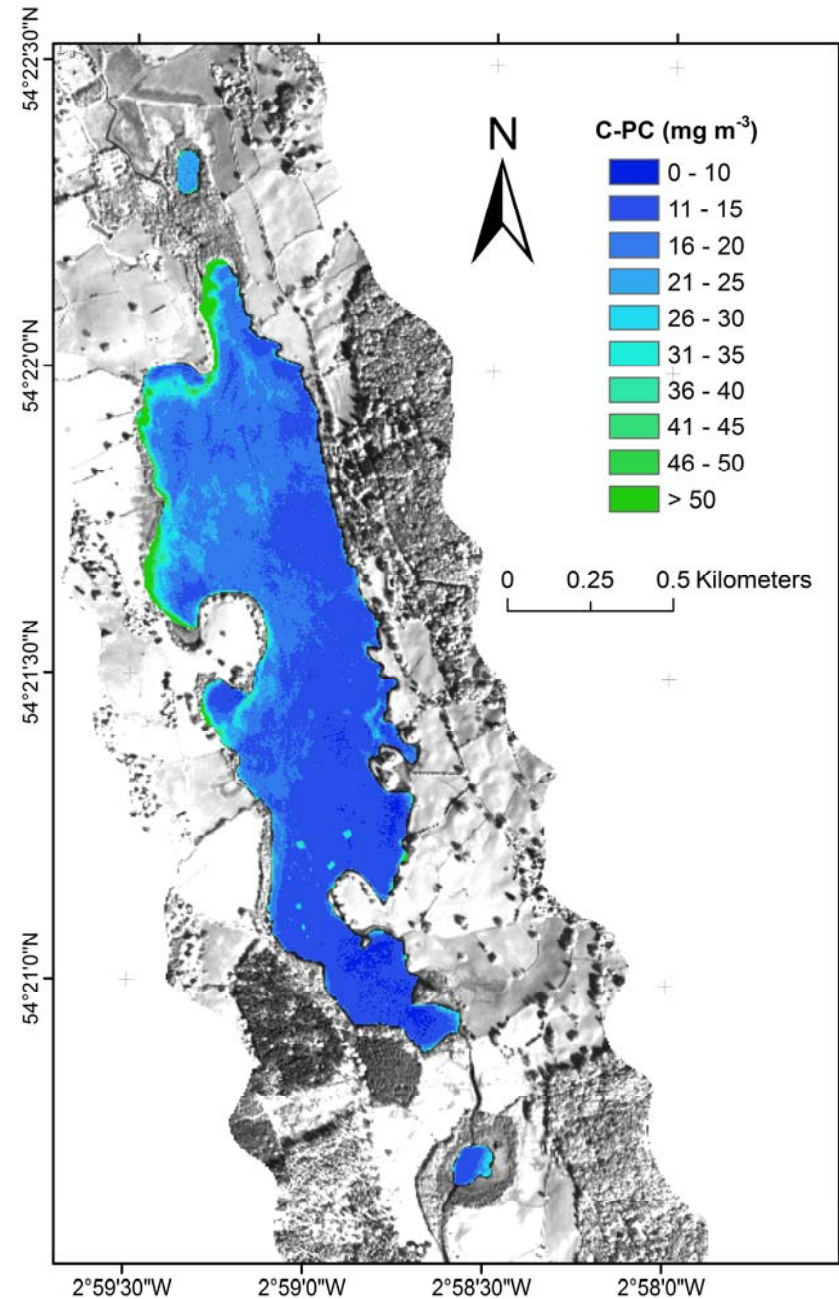 54°22'30"N
54°22'0"N
54°21'30"N
54°21'0"N
N
C-PC (mg m-3)
0 - 10
11 - 15
16 - 20
21 - 25
26 - 30
31 - 35
36 - 40
41 - 45
46 - 50
> 50
0 0.25 0.5 Kilometers
2°59'30"W 2°59'0"W 2°58'30"W 2°58'0"W